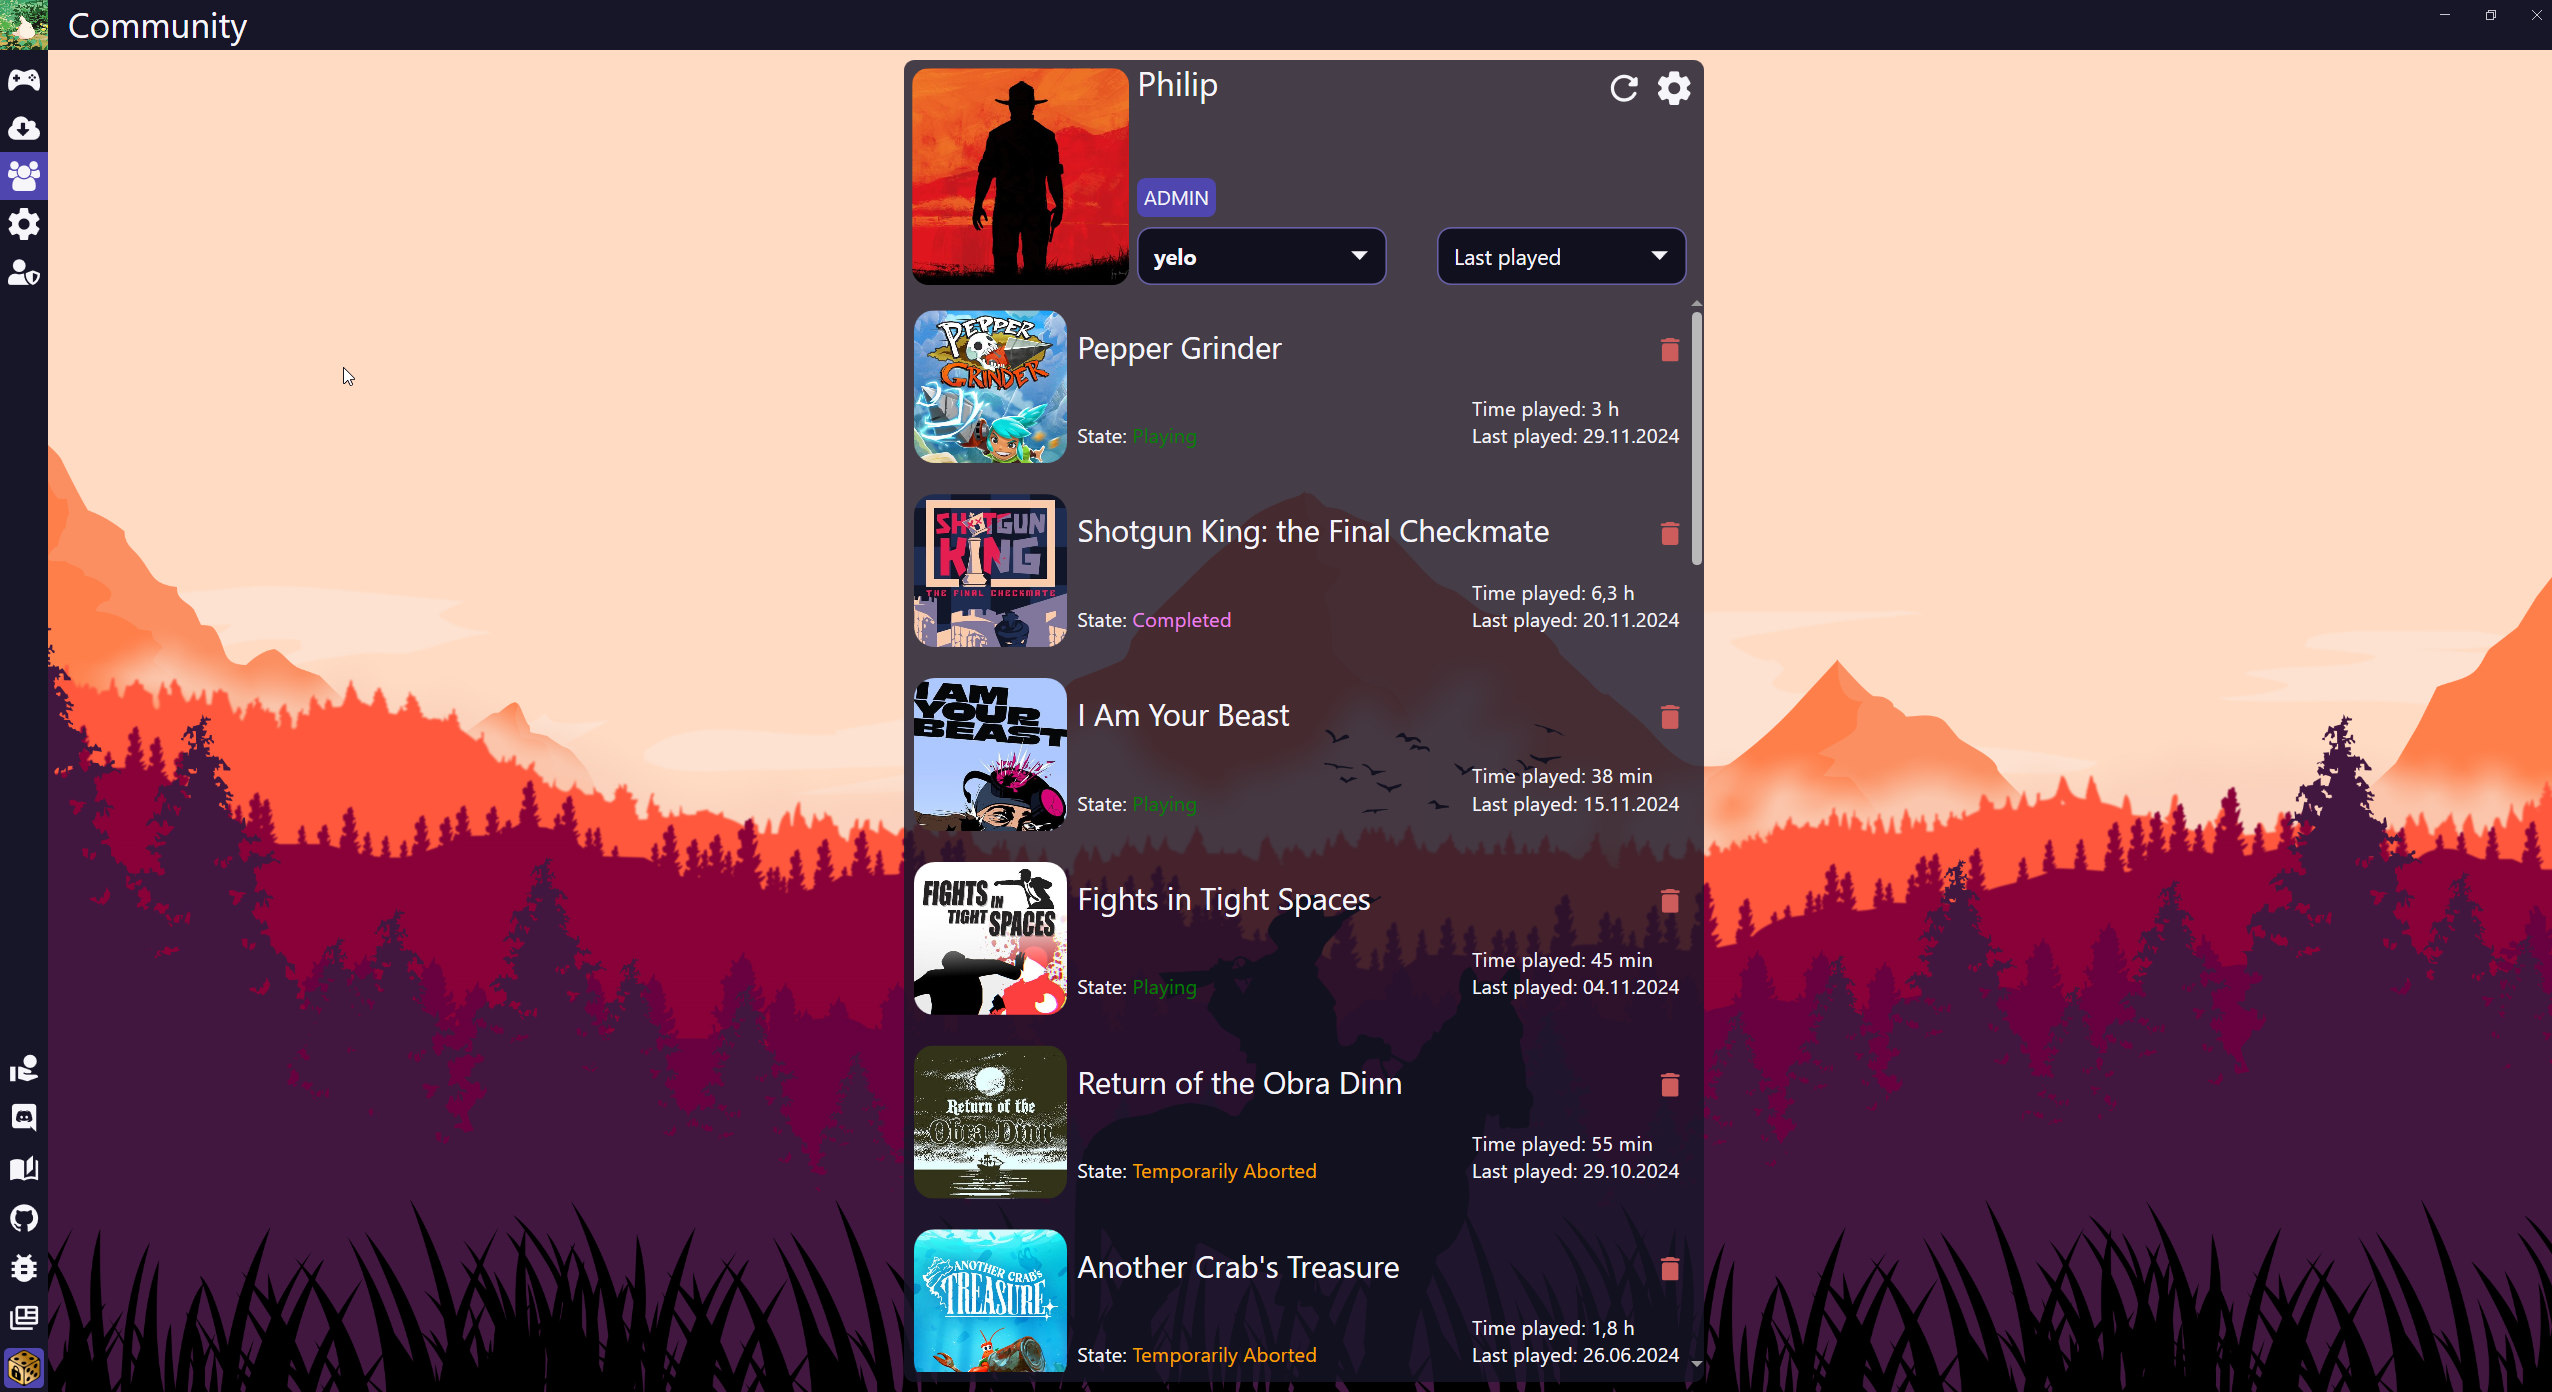 Community
Philip
ADMIN
yelo
Last played
PEPPER
GRINDER
Pepper Grinder
Time played: 3 h
State: Playing
Last played: 29.11.2024
SHOTGUN
KING
THE FINAL CHECKMATE
Shotgun King: the Final Checkmate
Time played: 6,3 h
State: Completed
Last played: 20.11.2024
I AM
YOUR
BEAST
I Am Your Beast
Time played: 38 min
State: Playing
Last played: 15.11.2024
FIGHTS IN
TIGHT SPACES
Fights in Tight Spaces
Time played: 45 min
State: Playing
Last played: 04.11.2024
Return of the
Obra Dinn
Return of the Obra Dinn
Time played: 55 min
State: Temporarily Aborted
Last played: 29.10.2024
ANOTHER CRAB'S
TREASURE
Another Crab's Treasure
Time played: 1,8 h
State: Temporarily Aborted
Last played: 26.06.2024